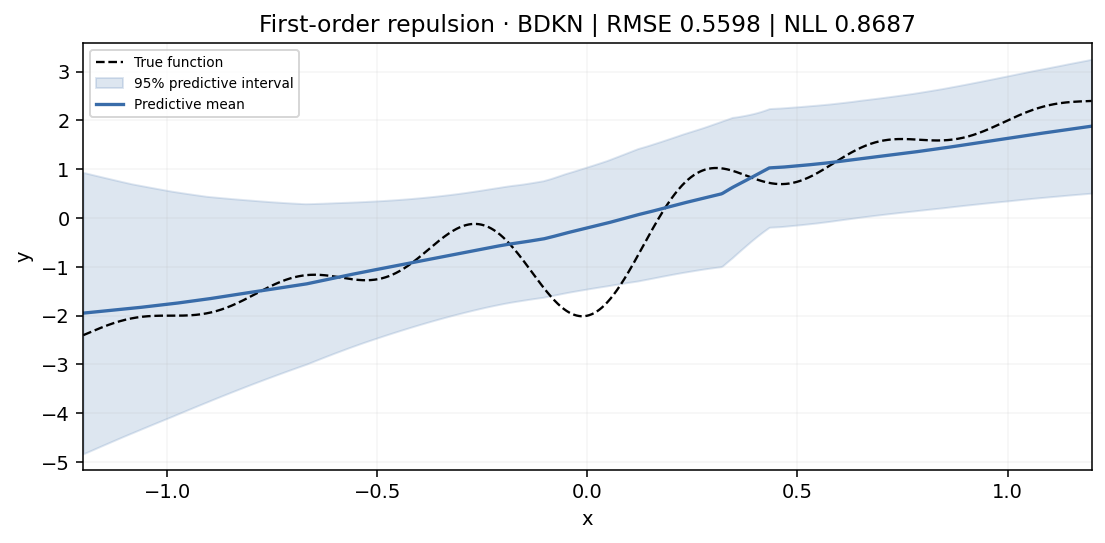 First-order repulsion · BDKN | RMSE 0.5598 | NLL 0.8687
True function
95% predictive interval
Predictive mean
3
2
1
0
−1
−2
−3
−4
−5
y
−1.0 −0.5 0.0 0.5 1.0
x